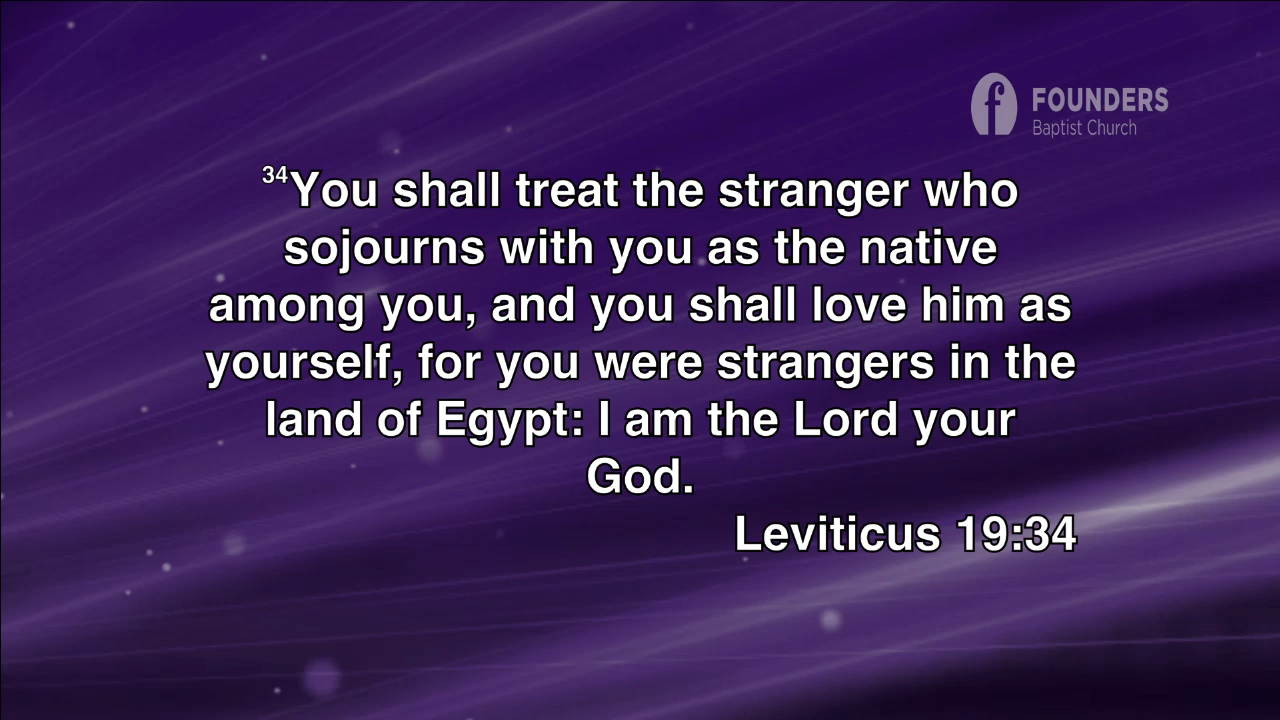 FOUNDERS
Baptist Church
34You shall treat the stranger who
sojourns with you as the native
among you, and you shall love him as
yourself, for you were strangers in the
land of Egypt: I am the Lord your
God.
Leviticus 19:34